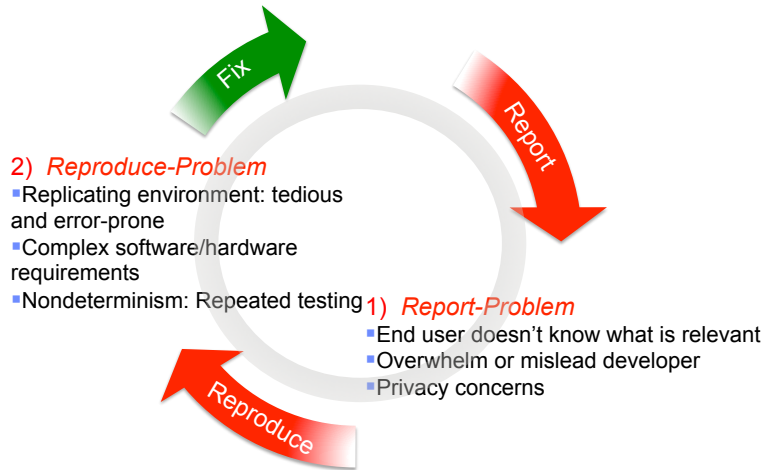 Fix
Report
2) Reproduce-Problem
▪Replicating environment: tedious
and error-prone
▪Complex software/hardware
requirements
▪Nondeterminism: Repeated testing
1) Report-Problem
▪End user doesn’t know what is relevant
▪Overwhelm or mislead developer
▪Privacy concerns
Reproduce